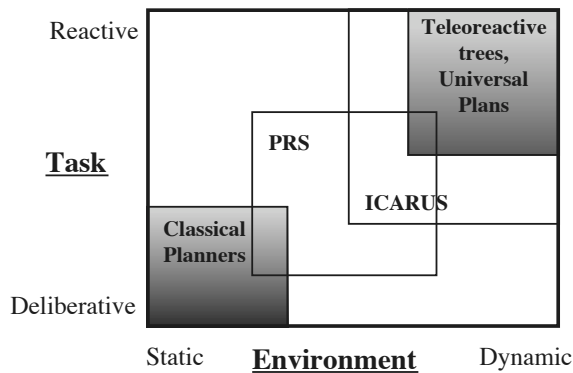 Reactive
Teleoreactive
trees,
Universal
Plans
PRS
Task
ICARUS
Classical
Planners
Deliberative
Static
Environment
Dynamic